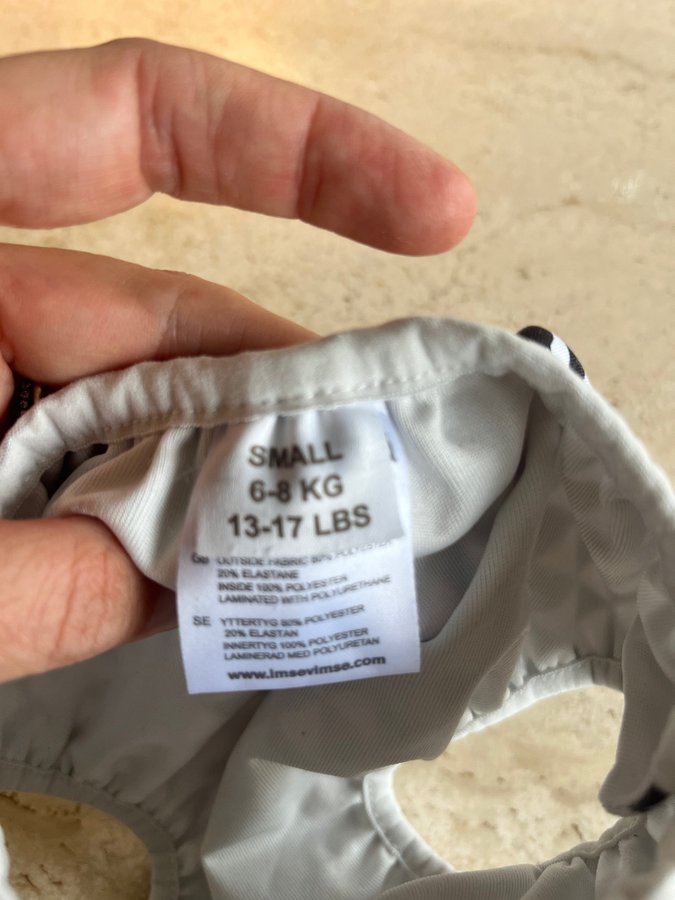 SMALL
6-8 KG
13-17 LBS
GB OUTSIDE FABRIC 80% POLYESTER
20% ELASTANE
INSIDE 100% POLYESTER
LAMINATED WITH POLYURETHANE
SE YTTERTYG 80% POLYESTER
20% ELASTAN
INNERTYG 100% POLYESTER
LAMINERAD MED POLYURETAN
www.imsevimse.com